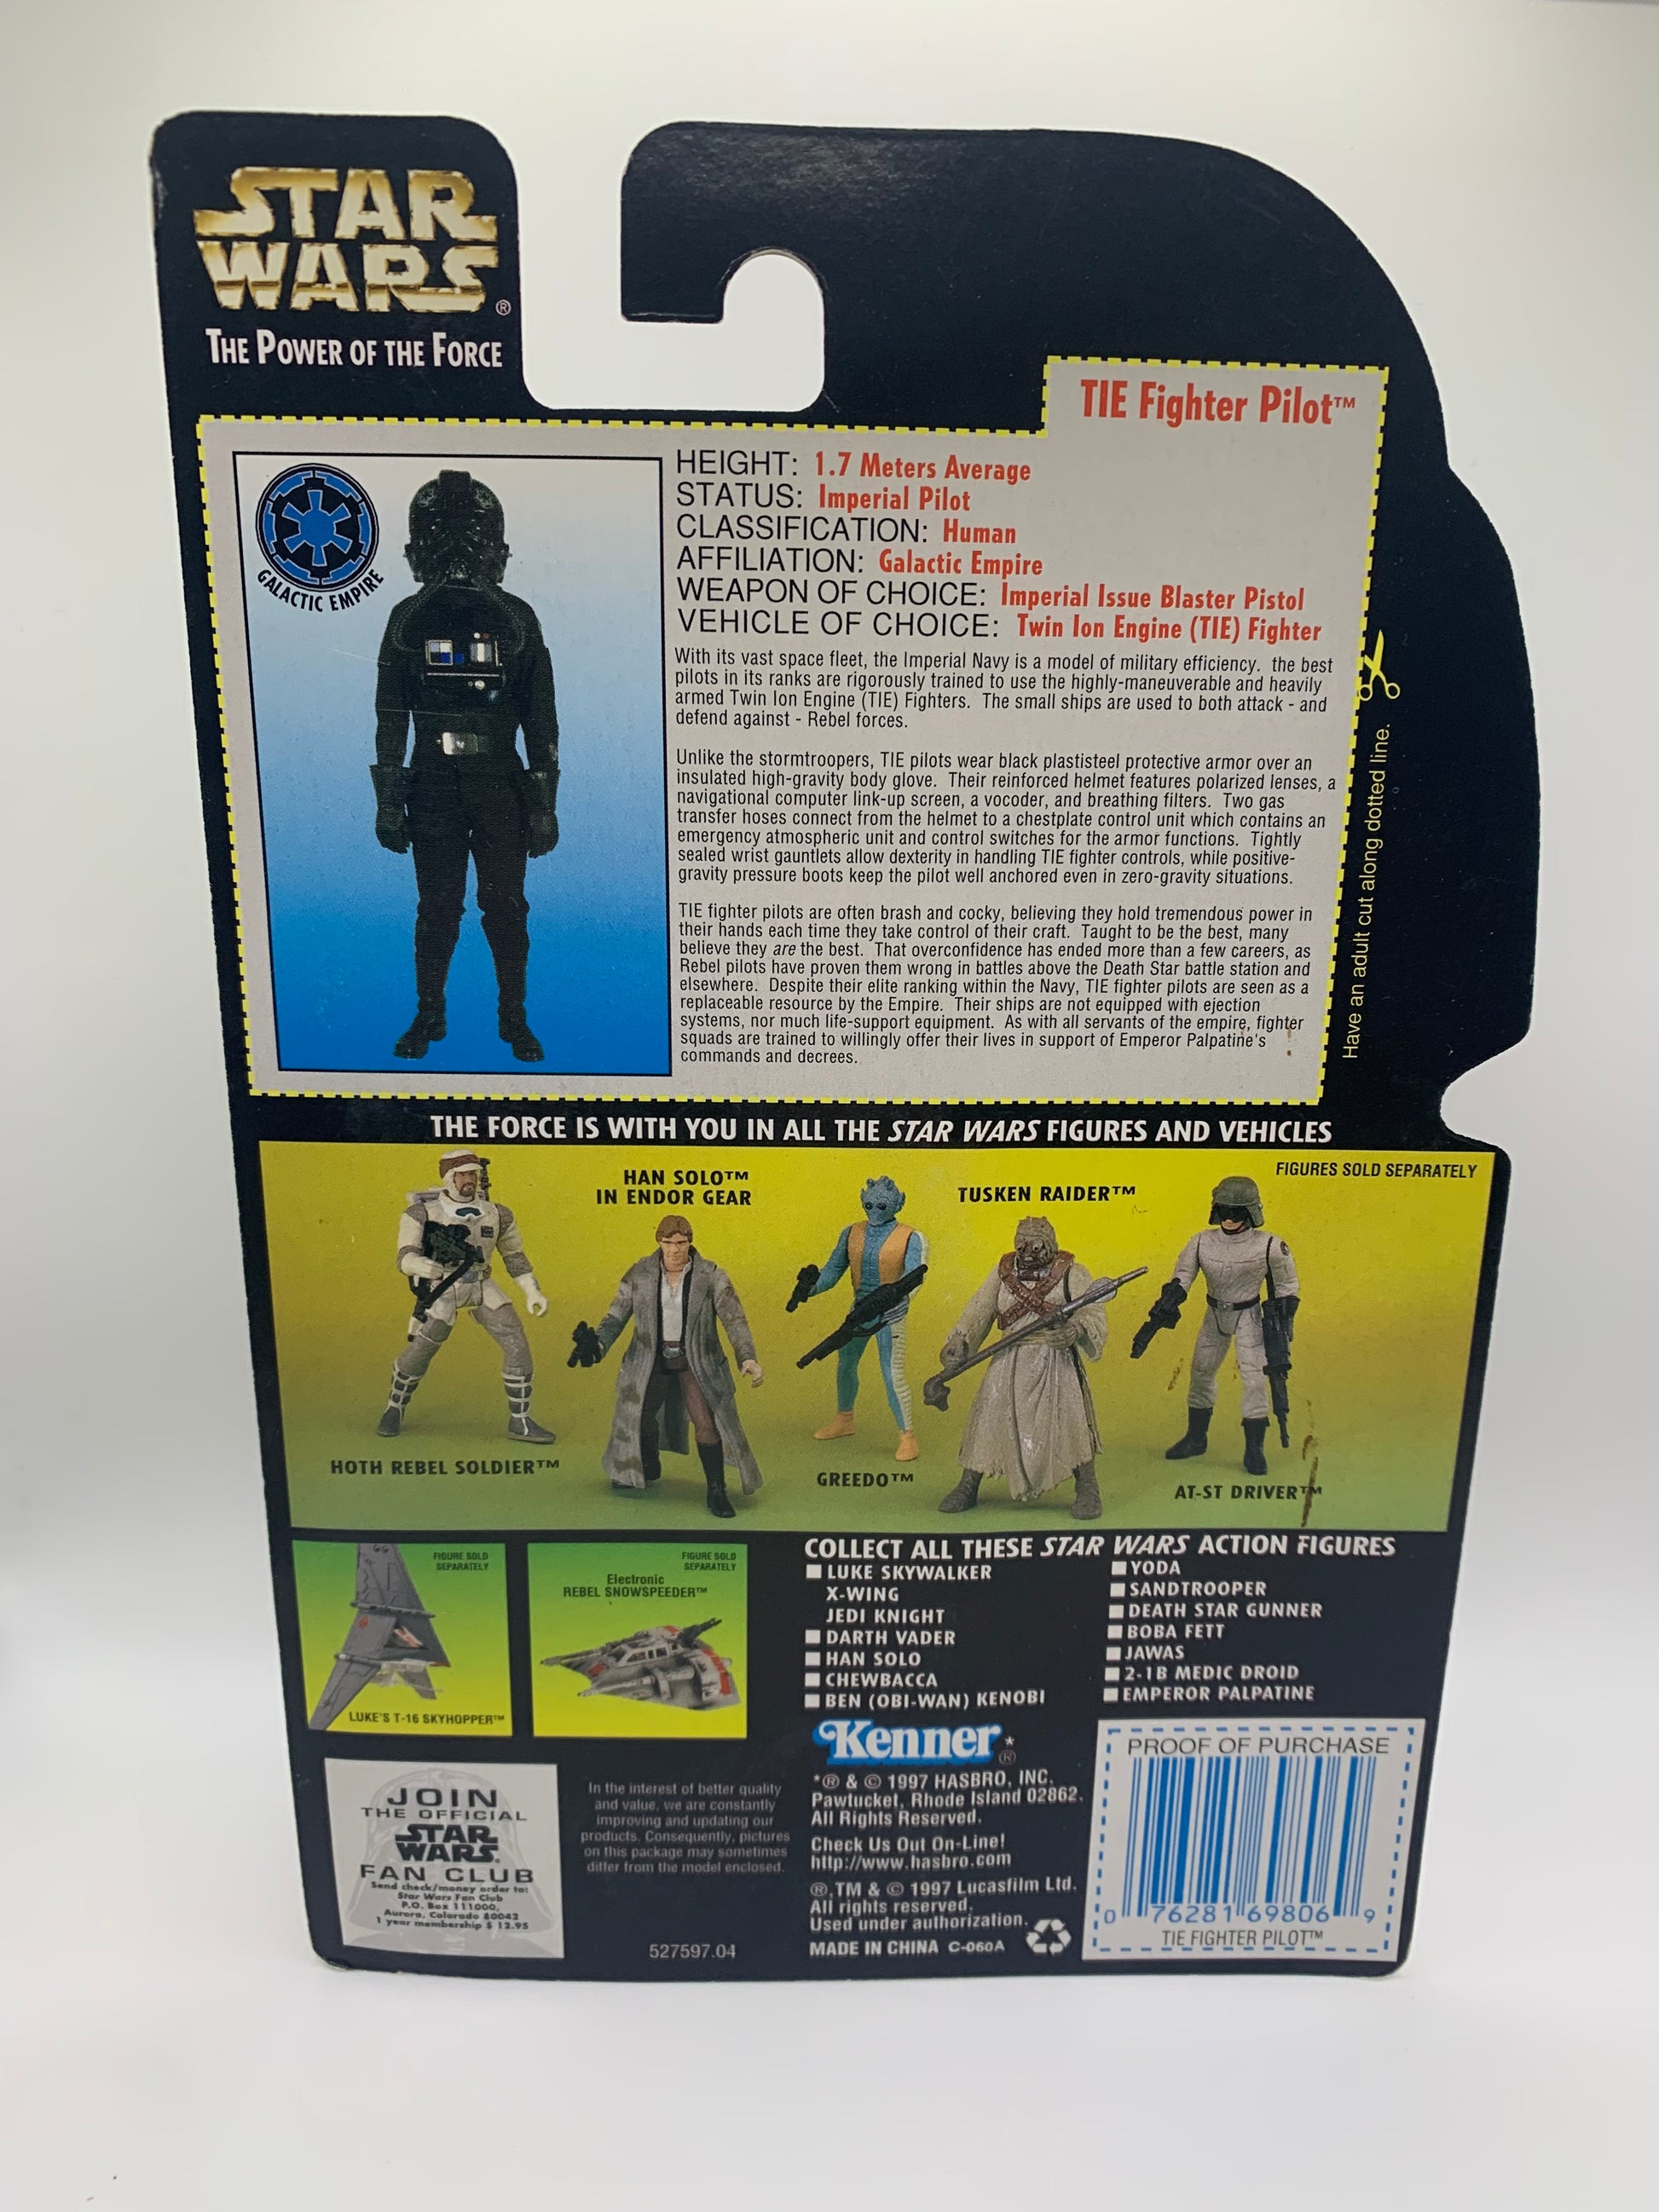 STAR
WARS®
THE POWER OF THE FORCE
TIE Fighter Pilot™
GALACTIC EMPIRE
HEIGHT: 1.7 Meters Average
STATUS: Imperial Pilot
CLASSIFICATION: Human
AFFILIATION: Galactic Empire
WEAPON OF CHOICE: Imperial Issue Blaster Pistol
VEHICLE OF CHOICE: Twin Ion Engine (TIE) Fighter
With its vast space fleet, the Imperial Navy is a model of military efficiency. the best
pilots in its ranks are rigorously trained to use the highly-maneuverable and heavily
armed Twin Ion Engine (TIE) Fighters. The small ships are used to both attack - and
defend against - Rebel forces.
Unlike the stormtroopers, TIE pilots wear black plastisteel protective armor over an
insulated high-gravity body glove. Their reinforced helmet features polarized lenses, a
navigational computer link-up screen, a vocoder, and breathing filters. Two gas
transfer hoses connect from the helmet to a chestplate control unit which contains an
emergency atmospheric unit and control switches for the armor functions. Tightly
sealed wrist gauntlets allow dexterity in handling TIE fighter controls, while positive-
gravity pressure boots keep the pilot well anchored even in zero-gravity situations.
TIE fighter pilots are often brash and cocky, believing they hold tremendous power in
their hands each time they take control of their craft. Taught to be the best, many
believe they are the best. That overconfidence has ended more than a few careers, as
Rebel pilots have proven them wrong in battles above the Death Star battle station and
elsewhere. Despite their elite ranking within the Navy, TIE fighter pilots are seen as a
replaceable resource by the Empire. Their ships are not equipped with ejection
systems, nor much life-support equipment. As with all servants of the empire, fighter
squads are trained to willingly offer their lives in support of Emperor Palpatine's
commands and decrees.
Have an adult cut along dotted line.
THE FORCE IS WITH YOU IN ALL THE STAR WARS FIGURES AND VEHICLES
FIGURES SOLD SEPARATELY
HAN SOLO™
IN ENDOR GEAR
TUSKEN RAIDER™
HOTH REBEL SOLDIER™
GREEDO™
AT-ST DRIVER™
FIGURE SOLD
SEPARATELY
LUKE'S T-16 SKYHOPPER™
FIGURE SOLD
SEPARATELY
Electronic
REBEL SNOWSPEEDER™
COLLECT ALL THESE STAR WARS ACTION FIGURES
LUKE SKYWALKER
X-WING
JEDI KNIGHT
DARTH VADER
HAN SOLO
CHEWBACCA
BEN (OBI-WAN) KENOBI
YODA
SANDTROOPER
DEATH STAR GUNNER
BOBA FETT
JAWAS
2-1B MEDIC DROID
EMPEROR PALPATINE
JOIN
THE OFFICIAL
STAR
WARS
FAN CLUB
Send check/money order to:
Star Wars Fan Club
P.O. Box 111000,
Aurora, Colorado 80042
1 year membership $ 12.95
In the interest of better quality
and value, we are constantly
improving and updating our
products. Consequently, pictures
on this package may sometimes
differ from the model enclosed.
527597.04
Kenner*®
*® & © 1997 HASBRO, INC.
Pawtucket, Rhode Island 02862.
All Rights Reserved.
Check Us Out On-Line!
http://www.hasbro.com
®,TM & © 1997 Lucasfilm Ltd.
All rights reserved.
Used under authorization.
MADE IN CHINA C-060A
PROOF OF PURCHASE
0 76281 69806 9
TIE FIGHTER PILOT™